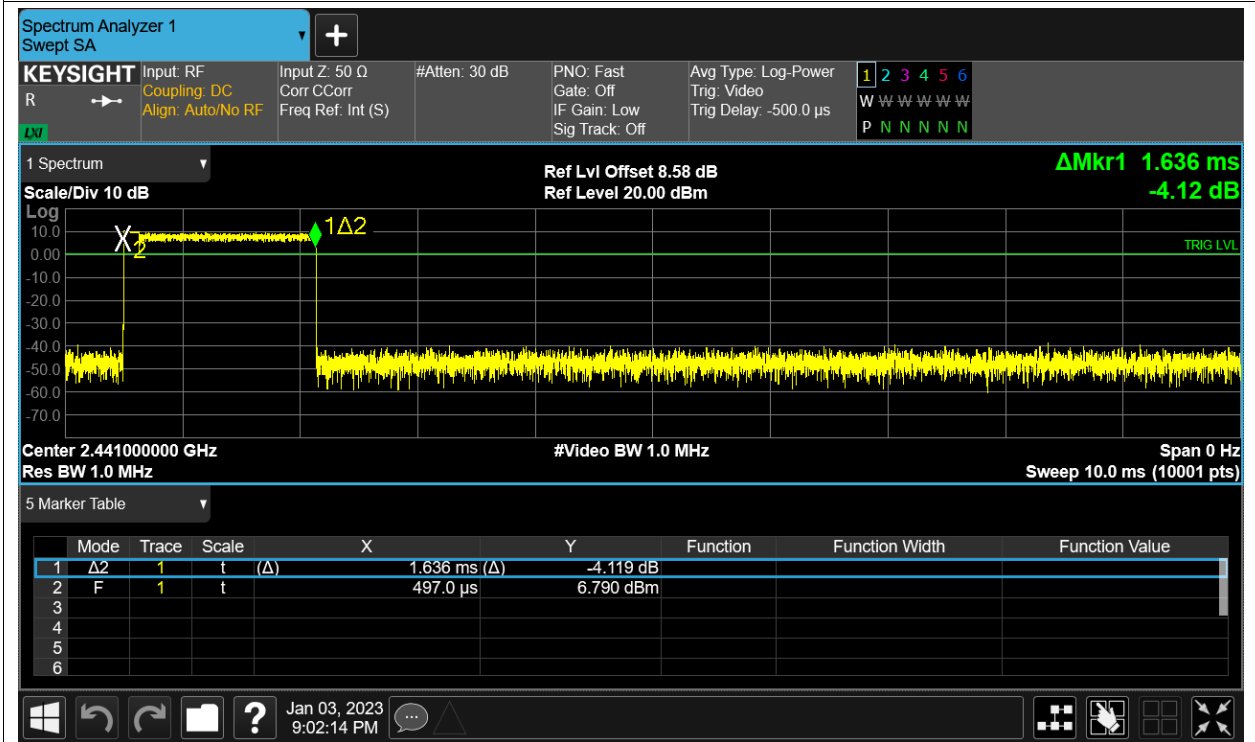 Spectrum Analyzer 1
Swept SA
+
KEYSIGHT Input: RF Input Z: 50 Ω #Atten: 30 dB PNO: Fast Avg Type: Log-Power 1 2 3 4 5 6
R Coupling: DC Corr CCorr Gate: Off Trig: Video W W W W W W
Align: Auto/No RF Freq Ref: Int (S) IF Gain: Low Trig Delay: -500.0 µs
LXI Sig Track: Off P N N N N N
1 Spectrum Ref Lvl Offset 8.58 dB ΔMkr1 1.636 ms
Scale/Div 10 dB Ref Level 20.00 dBm -4.12 dB
Log
10.0 X 2 1Δ2
0.00 TRIG LVL
-10.0
-20.0
-30.0
-40.0
-50.0
-60.0
-70.0
Center 2.441000000 GHz #Video BW 1.0 MHz Span 0 Hz
Res BW 1.0 MHz Sweep 10.0 ms (10001 pts)
5 Marker Table
Mode Trace Scale X Y Function Function Width Function Value
1 Δ2 1 t (Δ) 1.636 ms (Δ) -4.119 dB
2 F 1 t 497.0 µs 6.790 dBm
3
4
5
6
? Jan 03, 2023
9:02:14 PM